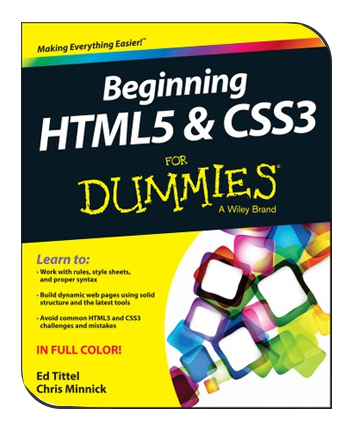 Making Everything Easier!™
Beginning
HTML5 & CSS3
FOR
DUMMIES®
A Wiley Brand
Learn to:
• Work with rules, style sheets,
and proper syntax
• Build dynamic web pages using solid
structure and the latest tools
• Avoid common HTML5 and CSS3
challenges and mistakes
IN FULL COLOR!
Ed Tittel
Chris Minnick